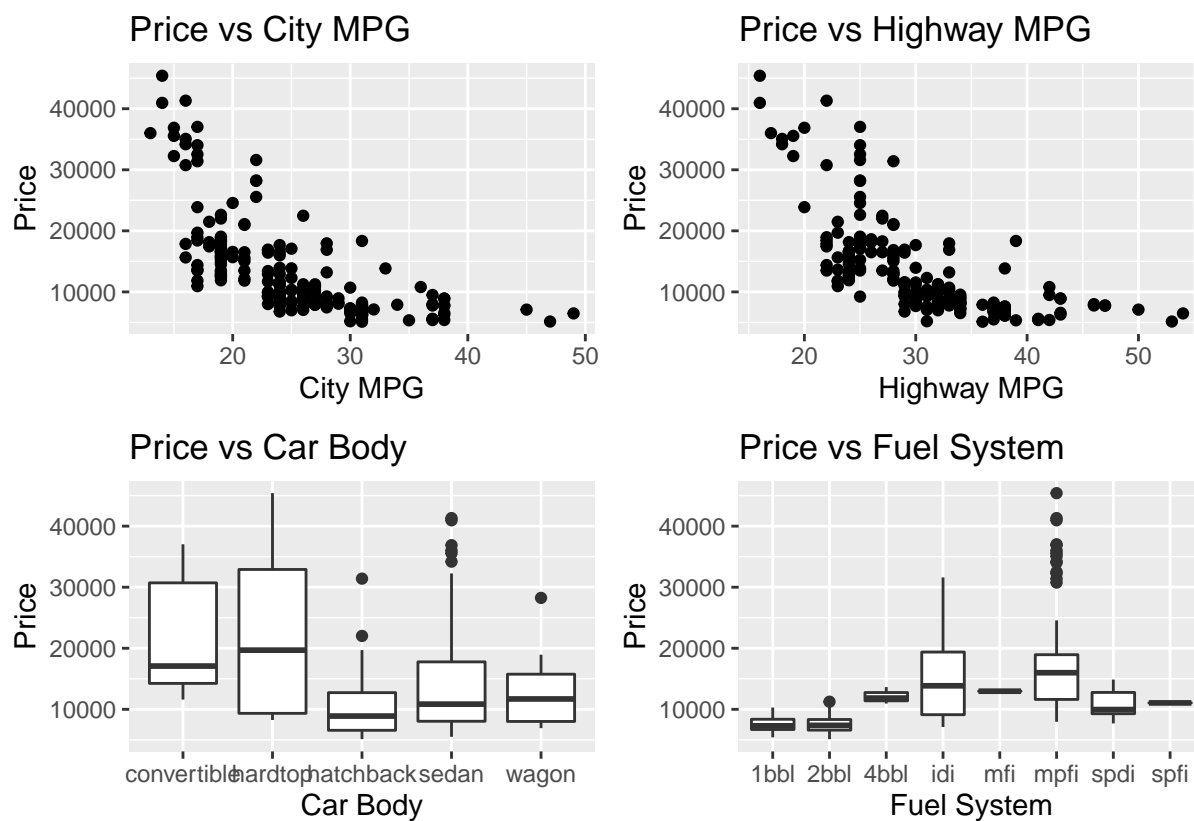 Price vs City MPG
Price
40000
30000
20000
10000
20 30 40 50
City MPG
Price vs Highway MPG
Price
40000
30000
20000
10000
20 30 40 50
Highway MPG
Price vs Car Body
Price
40000
30000
20000
10000
convertible hardtop hatchback sedan wagon
Car Body
Price vs Fuel System
Price
40000
30000
20000
10000
1bbl 2bbl 4bbl idi mfi mpfi spdi spfi
Fuel System